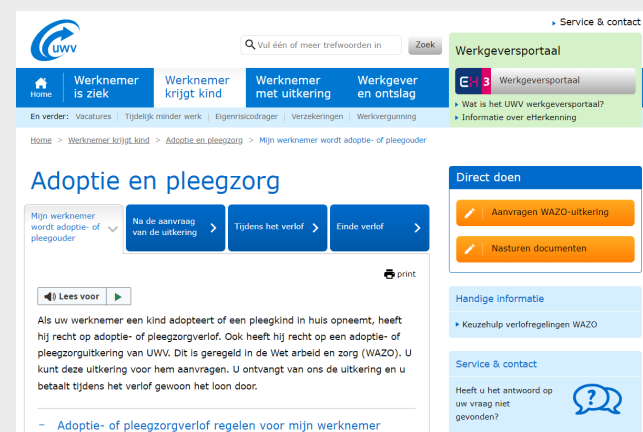 Service & contact
UWV
Vul één of meer trefwoorden in
Zoek
Werkgeversportaal
EH3 Werkgeversportaal
Wat is het UWV werkgeversportaal?
Informatie over eHerkenning
Home
Werknemer is ziek
Werknemer krijgt kind
Werknemer met uitkering
Werkgever en ontslag
En verder: Vacatures | Tijdelijk minder werk | Eigenrisicodrager | Verzekeringen | Werkvergunning
Home > Werknemer krijgt kind > Adoptie en pleegzorg > Mijn werknemer wordt adoptie- of pleegouder
Adoptie en pleegzorg
Mijn werknemer
wordt adoptie- of
pleegouder
Na de aanvraag
van de uitkering
Tijdens het verlof
Einde verlof
print
Lees voor
Als uw werknemer een kind adopteert of een pleegkind in huis opneemt, heeft
hij recht op adoptie- of pleegzorgverlof. Ook heeft hij recht op een adoptie- of
pleegzorguitkering van UWV. Dit is geregeld in de Wet arbeid en zorg (WAZO). U
kunt deze uitkering voor hem aanvragen. U ontvangt van ons de uitkering en u
betaalt tijdens het verlof gewoon het loon door.
– Adoptie- of pleegzorgverlof regelen voor mijn werknemer
Direct doen
Aanvragen WAZO-uitkering
Nasturen documenten
Handige informatie
Keuzehulp verlofregelingen WAZO
Service & contact
Heeft u het antwoord op
uw vraag niet
gevonden?